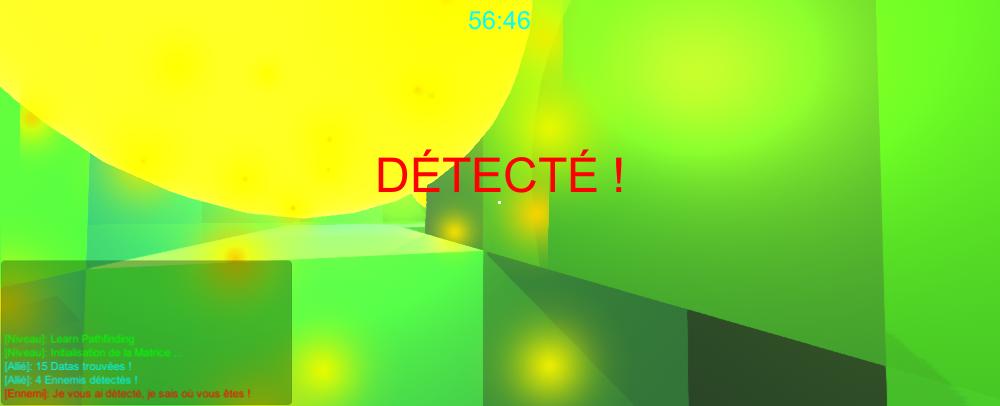 56:46
DÉTECTÉ !
[Niveau]: Learn Pathfinding
[Niveau]: Initialisation de la Matrice ...
[Allié]: 15 Datas trouvées !
[Allié]: 4 Ennemis détectés !
[Ennemi]: Je vous ai détecté, je sais où vous êtes !